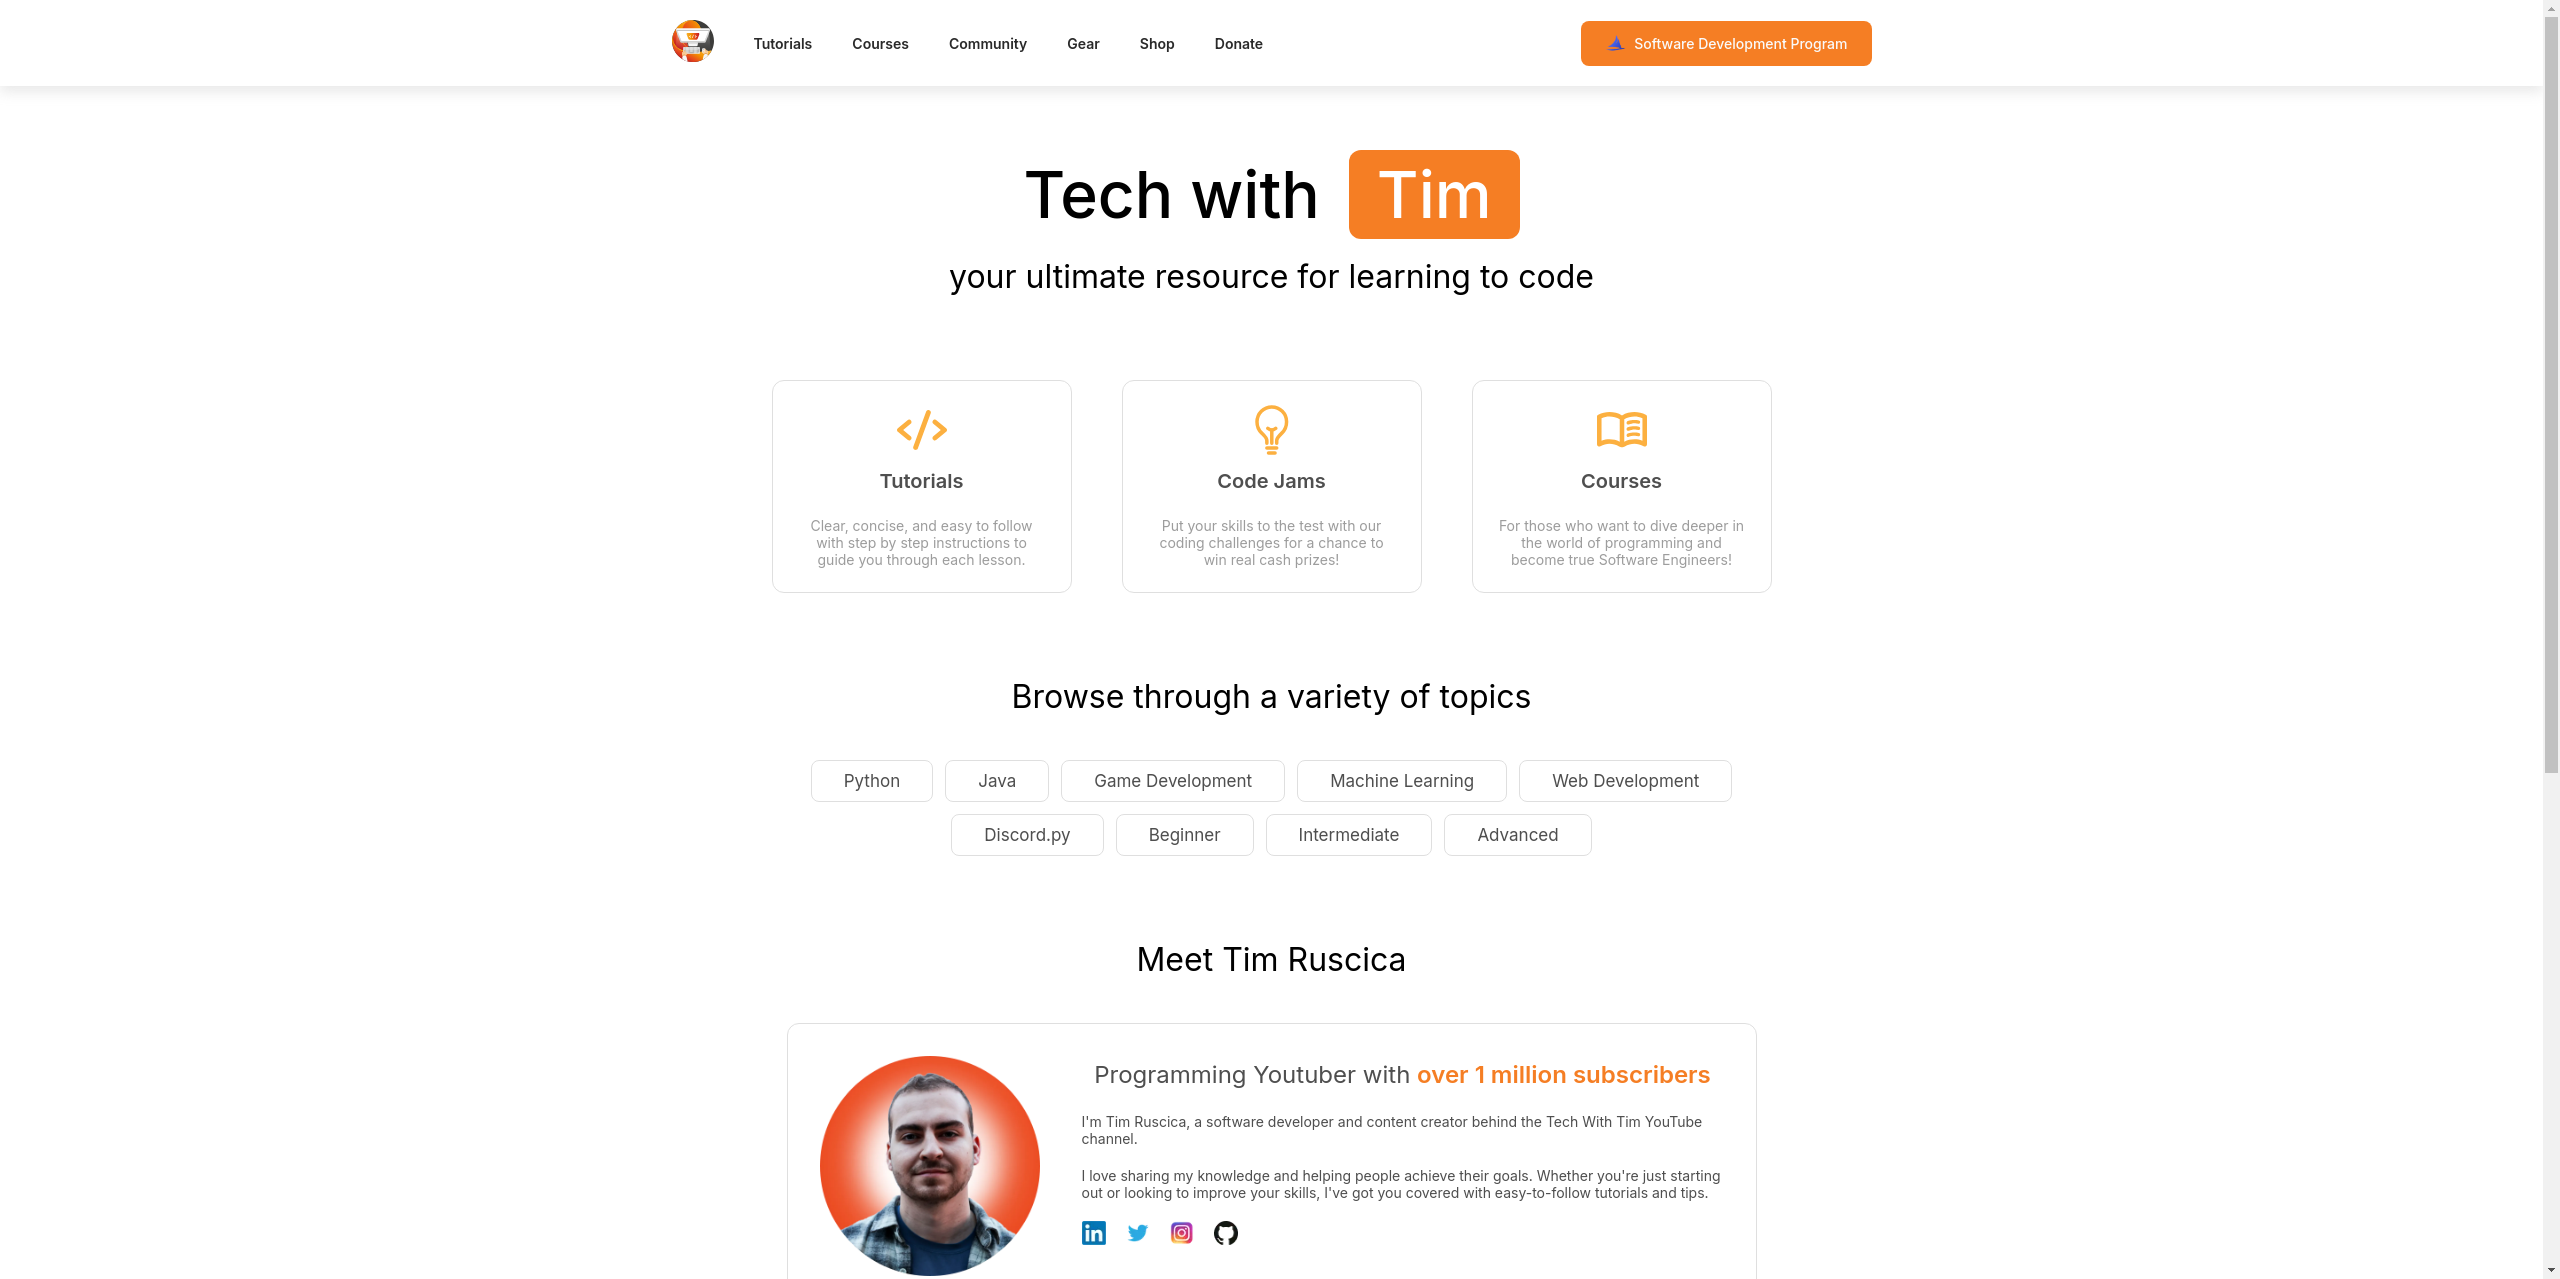 Tutorials
Courses
Community
Gear
Shop
Donate
Software Development Program
Tech with Tim
your ultimate resource for learning to code
Tutorials
Clear, concise, and easy to follow
with step by step instructions to
guide you through each lesson.
Code Jams
Put your skills to the test with our
coding challenges for a chance to
win real cash prizes!
Courses
For those who want to dive deeper in
the world of programming and
become true Software Engineers!
Browse through a variety of topics
Python
Java
Game Development
Machine Learning
Web Development
Discord.py
Beginner
Intermediate
Advanced
Meet Tim Ruscica
Programming Youtuber with over 1 million subscribers
I'm Tim Ruscica, a software developer and content creator behind the Tech With Tim YouTube
channel.
I love sharing my knowledge and helping people achieve their goals. Whether you're just starting
out or looking to improve your skills, I've got you covered with easy-to-follow tutorials and tips.
in